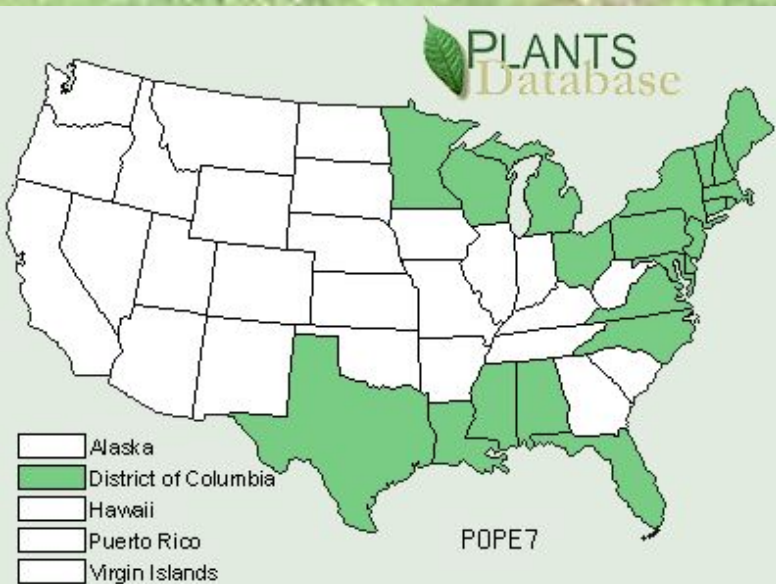 PLANTS
Database
Alaska
District of Columbia
Hawaii
Puerto Rico
Virgin Islands
POPE7